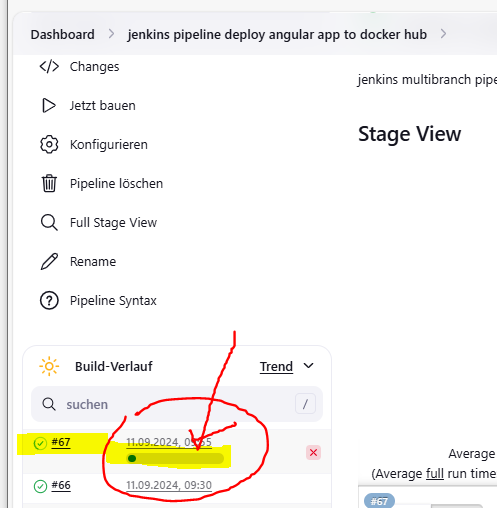 Dashboard > jenkins pipeline deploy angular app to docker hub >
</> Changes
Jetzt bauen
Konfigurieren
Pipeline löschen
Full Stage View
Rename
Pipeline Syntax
jenkins multibranch pipe
Stage View
Build-Verlauf Trend
suchen /
#67 11.09.2024, 09:55
#66 11.09.2024, 09:30
Average
(Average full run time
#67